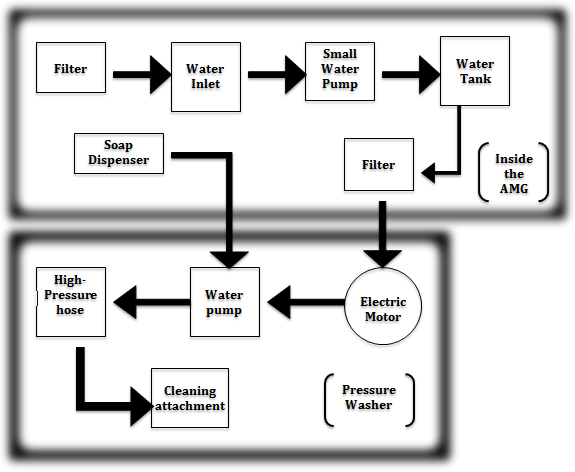 Filter
Water
Inlet
Small
Water
Pump
Water
Tank
Soap
Dispenser
Filter
Inside
the
AMG
High-
Pressure
hose
Water
pump
Electric
Motor
Cleaning
attachment
Pressure
Washer